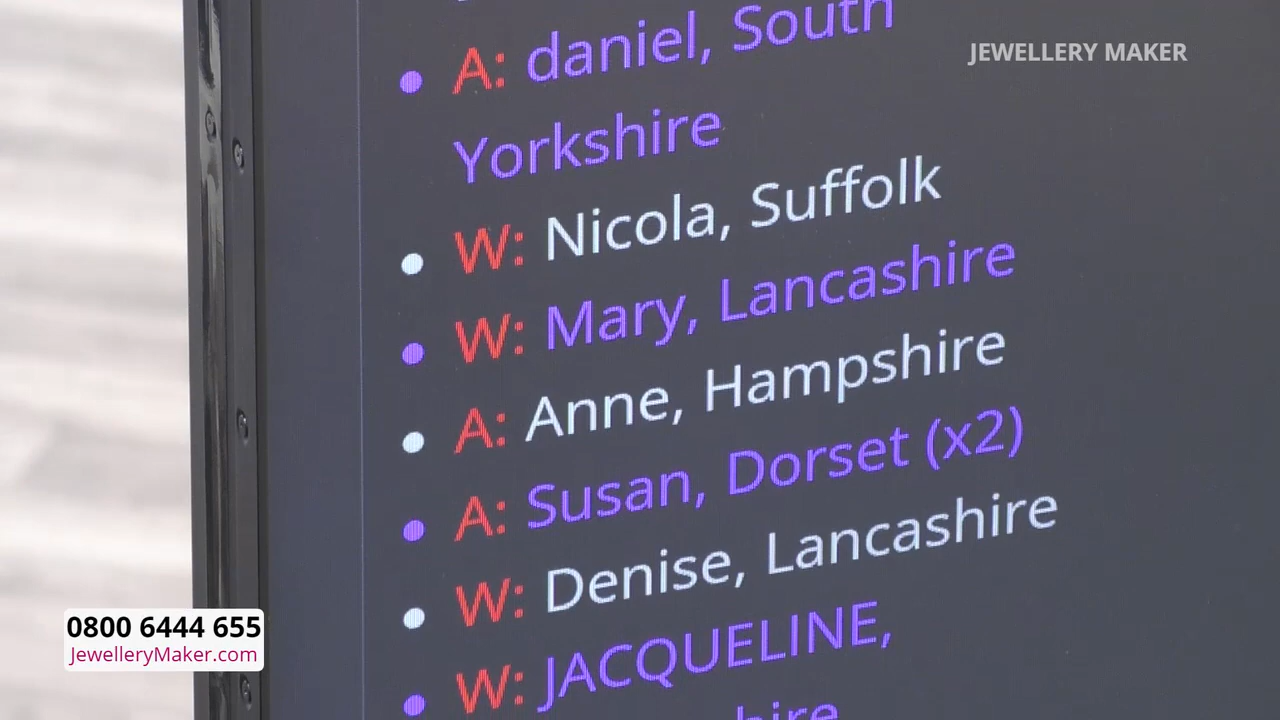 JEWELLERY MAKER
A: daniel, South
Yorkshire
W: Nicola, Suffolk
W: Mary, Lancashire
A: Anne, Hampshire
A: Susan, Dorset (x2)
W: Denise, Lancashire
W: JACQUELINE,
0800 6444 655
JewelleryMaker.com